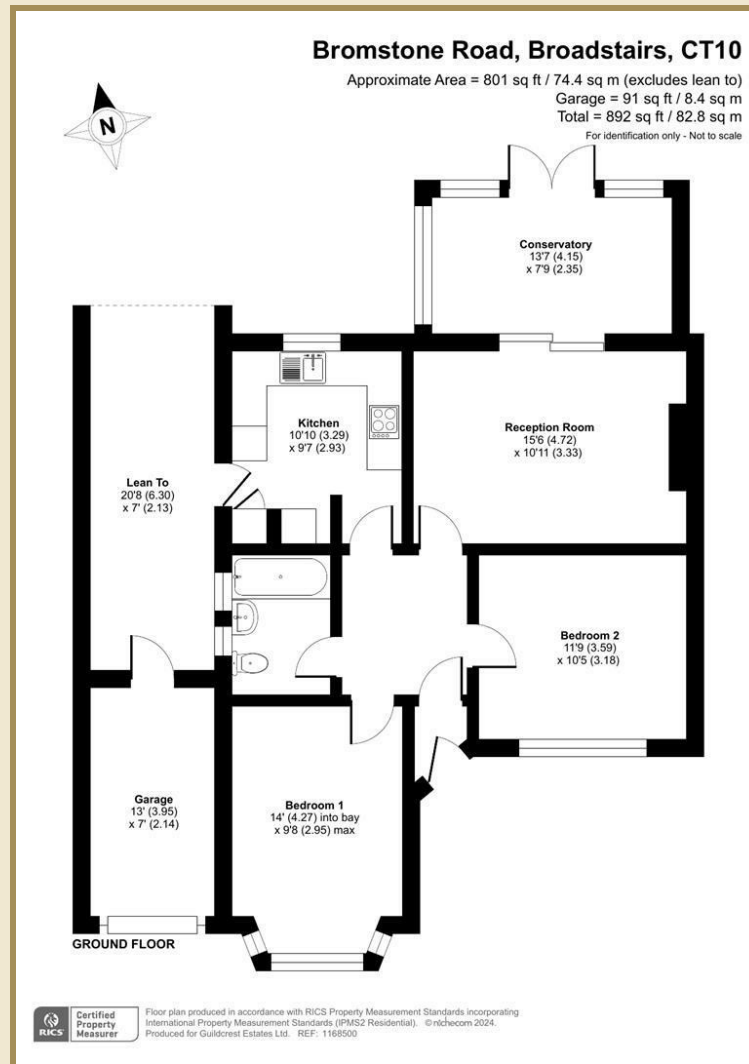 Bromstone Road, Broadstairs, CT10
Approximate Area = 801 sq ft / 74.4 sq m (excludes lean to)
Garage = 91 sq ft / 8.4 sq m
Total = 892 sq ft / 82.8 sq m
For identification only - Not to scale
N
Conservatory
13'7 (4.15)
x 7'9 (2.35)
Kitchen
10'10 (3.29)
x 9'7 (2.93)
Reception Room
15'6 (4.72)
x 10'11 (3.33)
Lean To
20'8 (6.30)
x 7' (2.13)
Bedroom 2
11'9 (3.59)
x 10'5 (3.18)
Garage
13' (3.95)
x 7' (2.14)
Bedroom 1
14' (4.27) into bay
x 9'8 (2.95) max
GROUND FLOOR
RICS
Certified
Property
Measurer
Floor plan produced in accordance with RICS Property Measurement Standards incorporating
International Property Measurement Standards (IPMS2 Residential). © nichecom 2024.
Produced for Guildcrest Estates Ltd. REF: 1168500